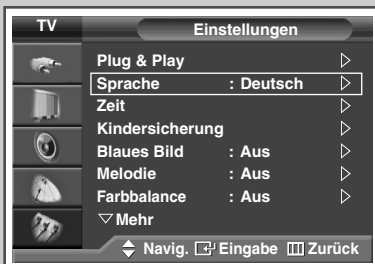 TV Einstellungen
Plug & Play
Sprache : Deutsch
Zeit
Kindersicherung
Blaues Bild : Aus
Melodie : Aus
Farbbalance : Aus
Mehr
Navig. Eingabe Zurück